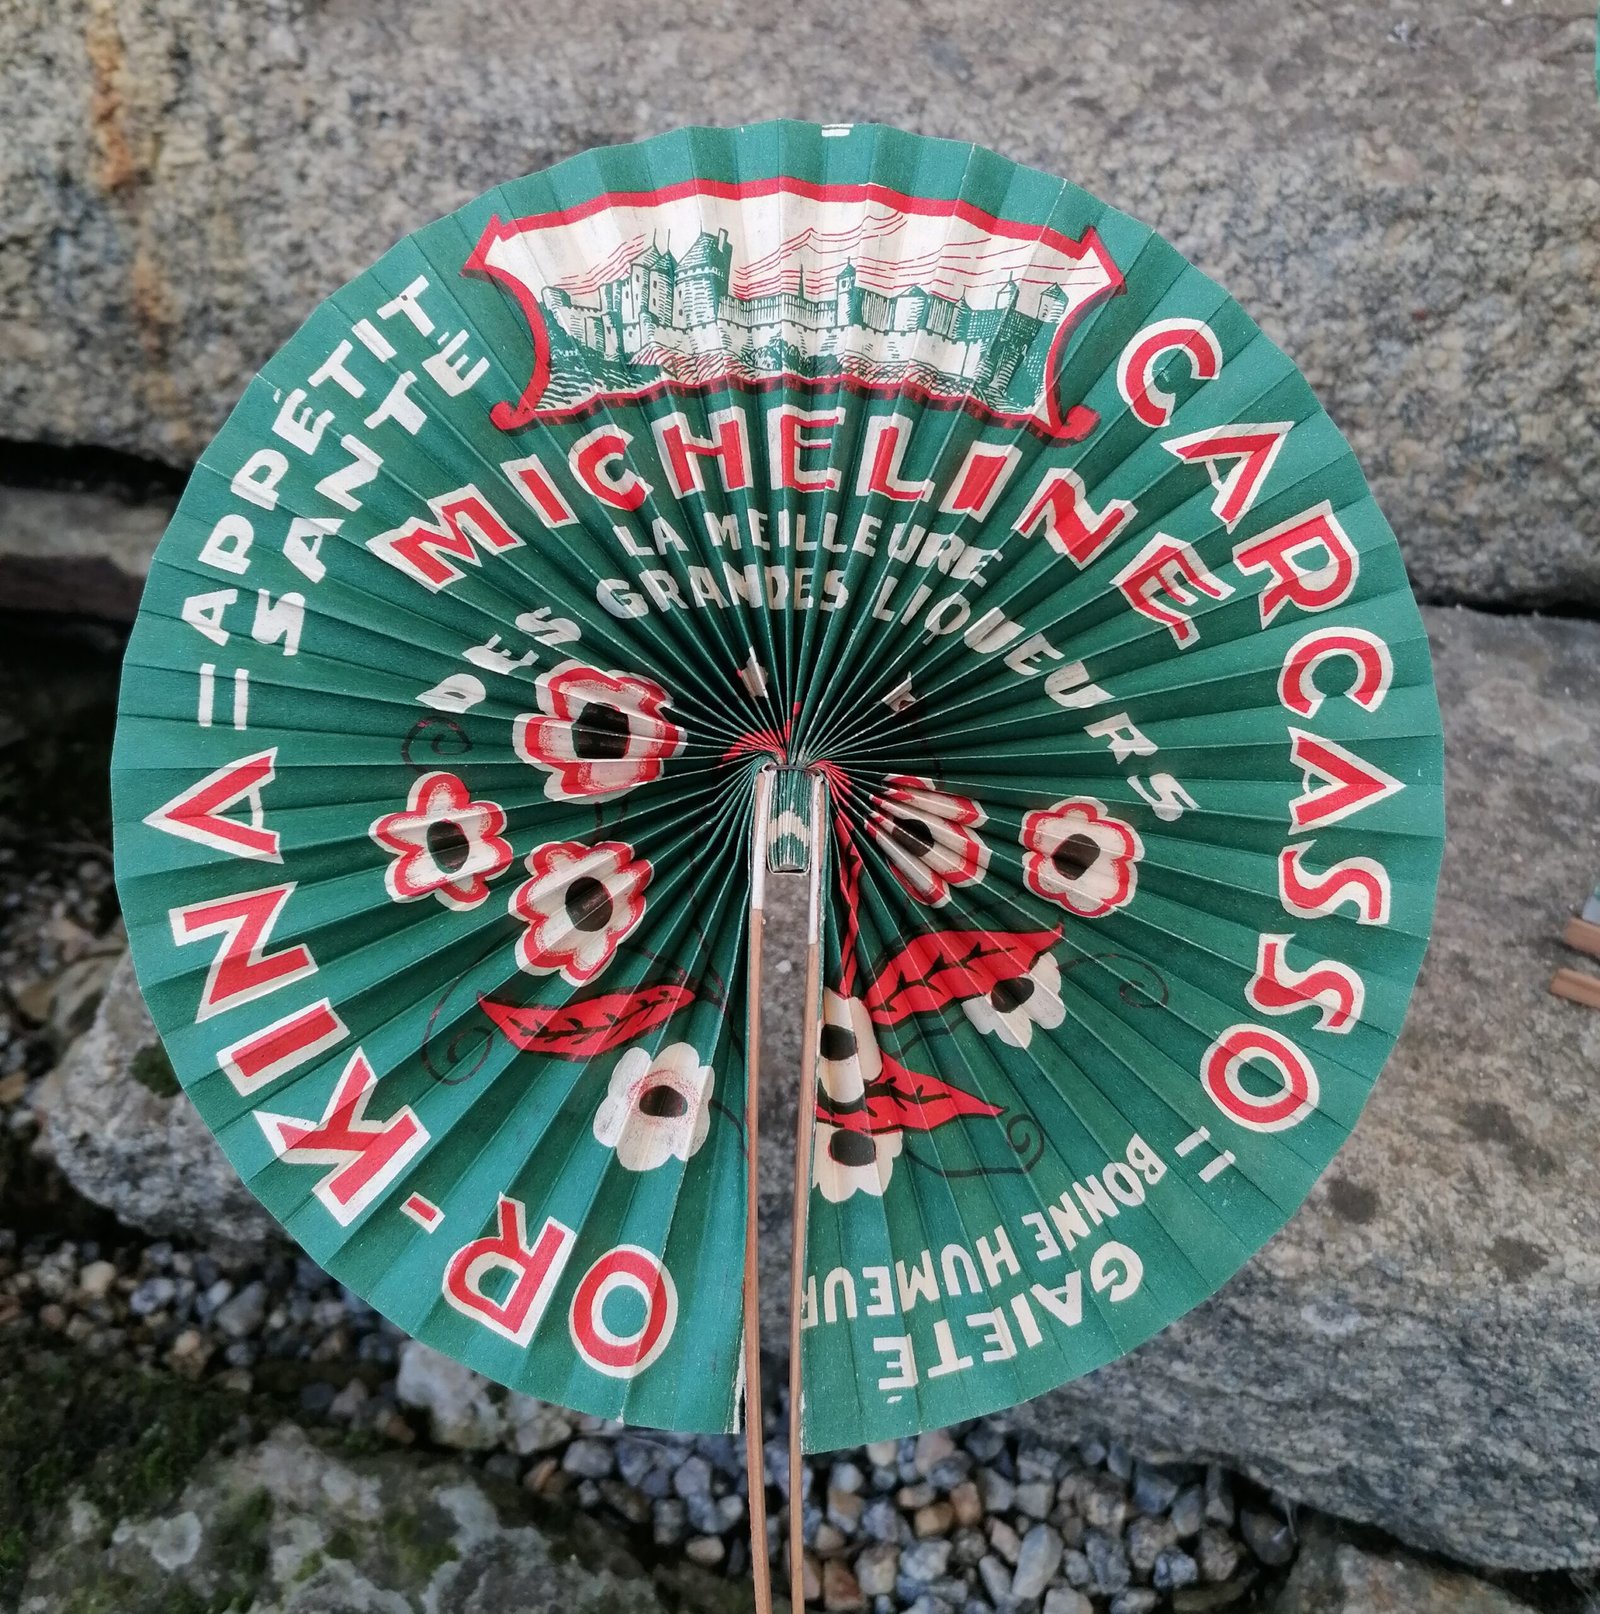 MICHELINE
LA MEILLEURE
DES GRANDES LIQUEURS
OR-KINA = APPÉTIT
SANTÉ
CARCASSO = GAIETÉ
BONNE HUMEUR